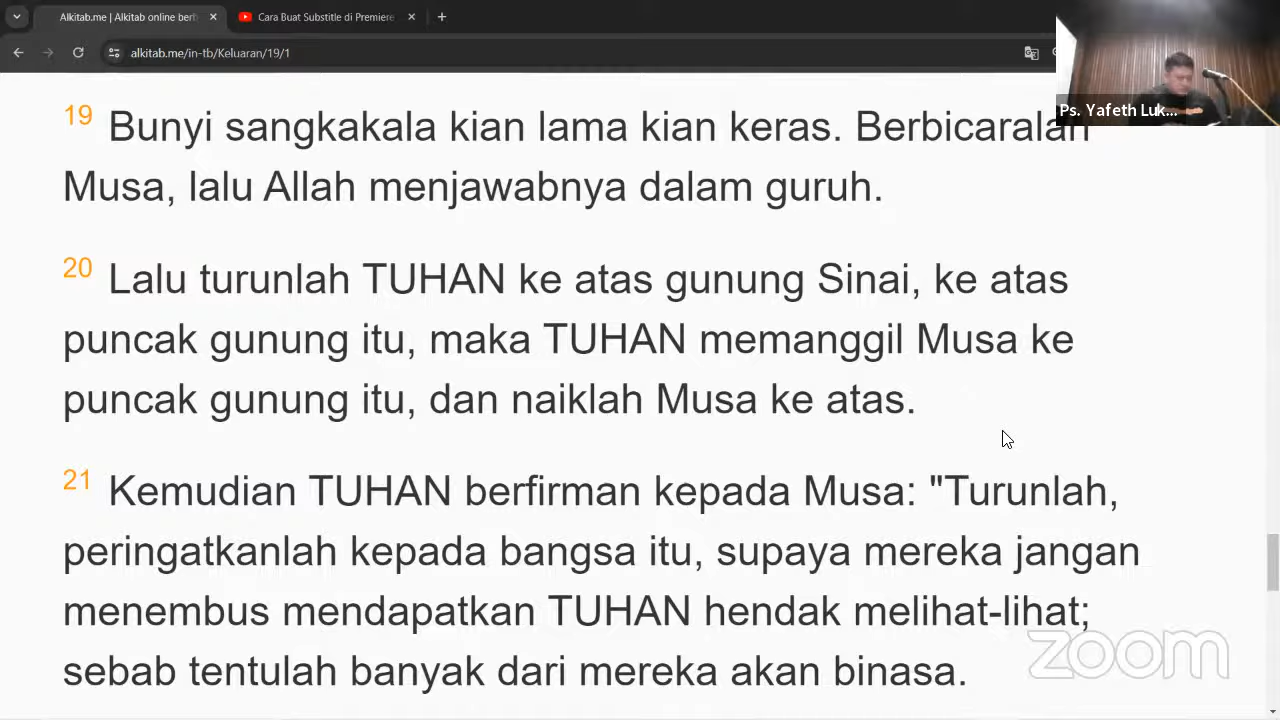 Alkitab.me | Alkitab online berb
Cara Buat Substitle di Premiere
alkitab.me/in-tb/Keluaran/19/1
Ps. Yafeth Luk...
19 Bunyi sangkakala kian lama kian keras. Berbicaralah
Musa, lalu Allah menjawabnya dalam guruh.
20 Lalu turunlah TUHAN ke atas gunung Sinai, ke atas
puncak gunung itu, maka TUHAN memanggil Musa ke
puncak gunung itu, dan naiklah Musa ke atas.
21 Kemudian TUHAN berfirman kepada Musa: "Turunlah,
peringatkanlah kepada bangsa itu, supaya mereka jangan
menembus mendapatkan TUHAN hendak melihat-lihat;
sebab tentulah banyak dari mereka akan binasa.
zoom